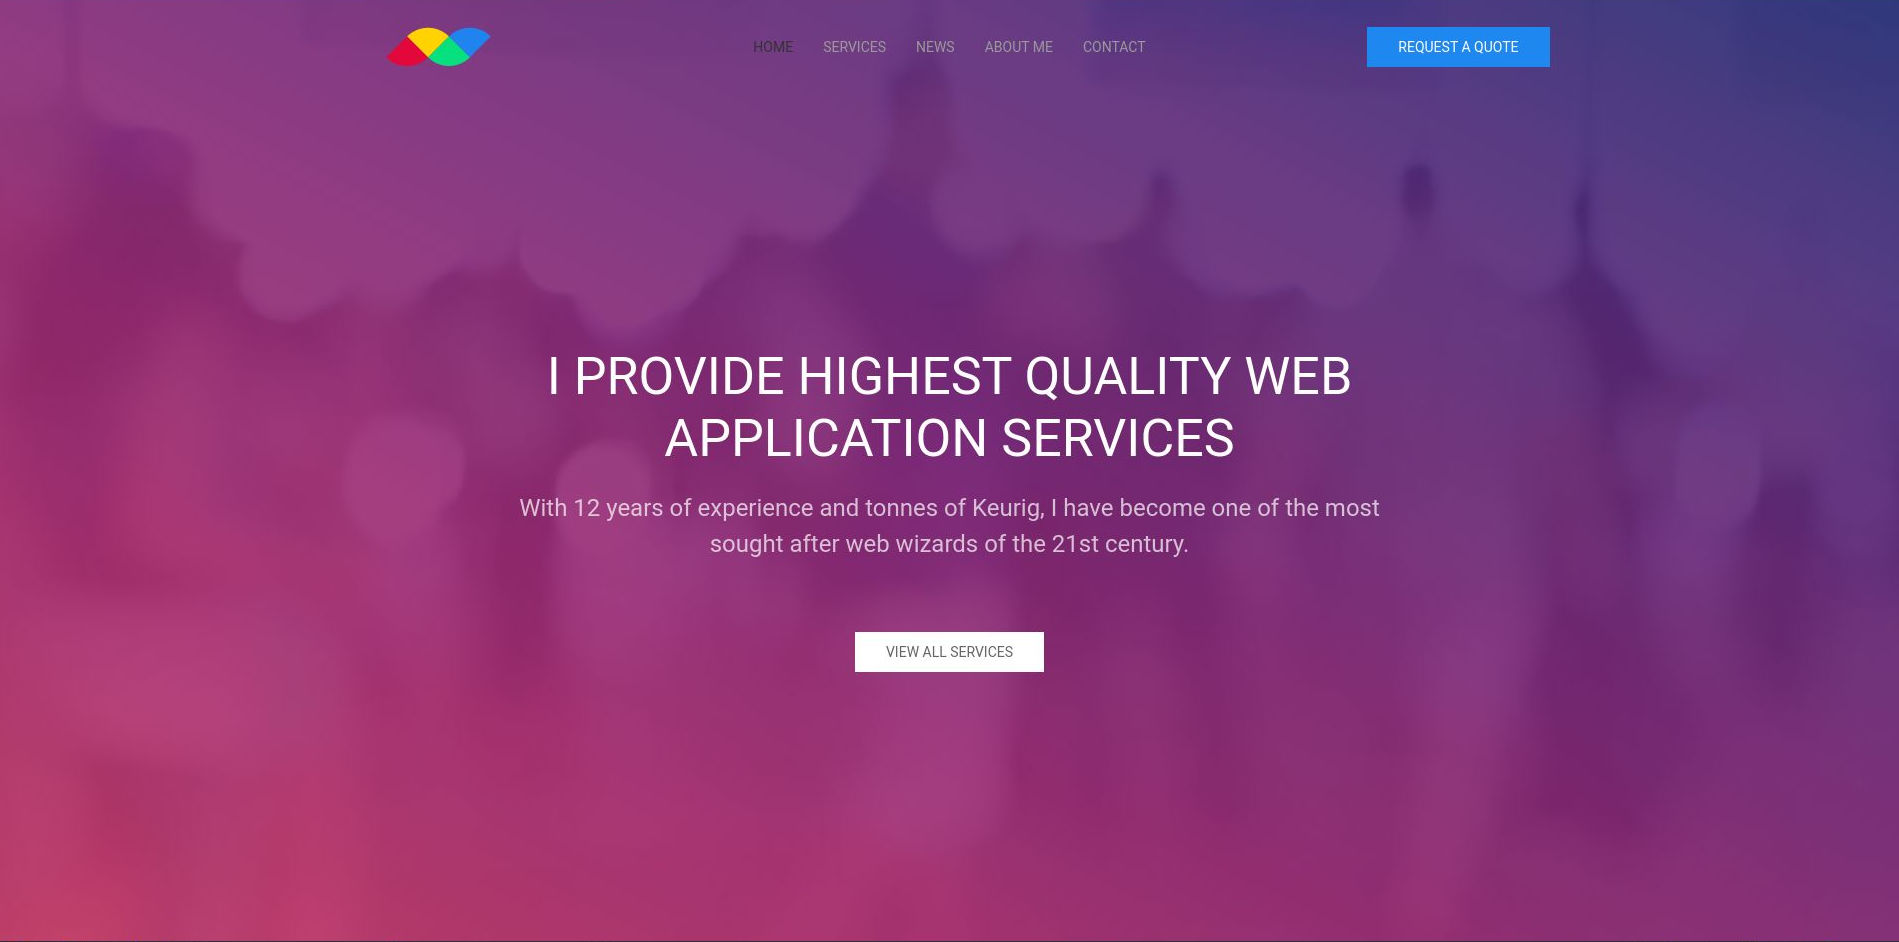 HOME SERVICES NEWS ABOUT ME CONTACT REQUEST A QUOTE
I PROVIDE HIGHEST QUALITY WEB
APPLICATION SERVICES
With 12 years of experience and tonnes of Keurig, I have become one of the most
sought after web wizards of the 21st century.
VIEW ALL SERVICES